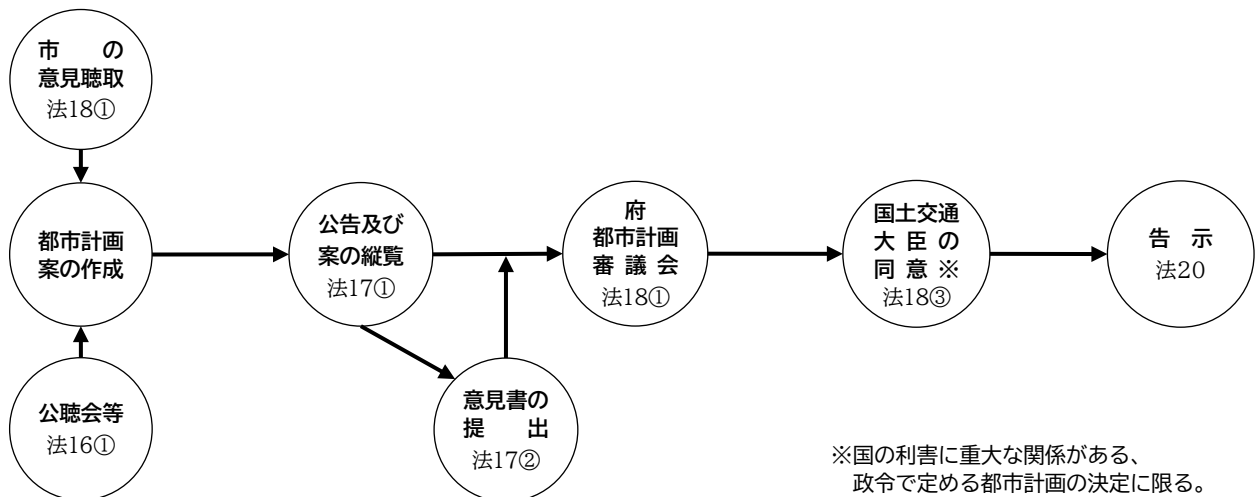 市　の
意見聴取
法18①
都市計画
案の作成
公聴会等
法16①
公告及び
案の縦覧
法17①
意見書の
提　出
法17②
府
都市計画
審議会
法18①
国土交通
大臣の
同意※
法18③
告　示
法20
※国の利害に重大な関係がある、
政令で定める都市計画の決定に限る。